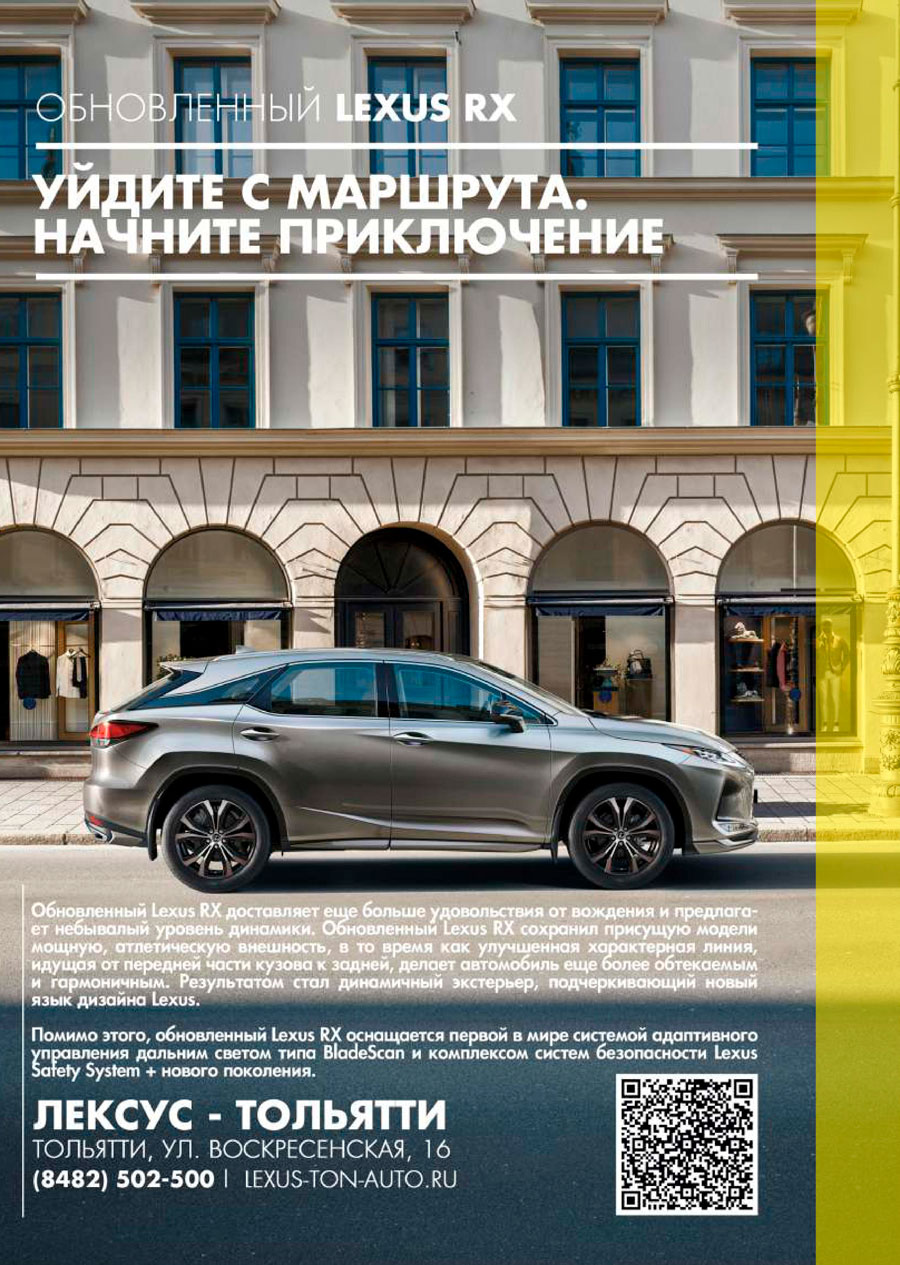 ОБНОВЛЕННЫЙ LEXUS RX
УЙДИТЕ С МАРШРУТА.
НАЧНИТЕ ПРИКЛЮЧЕНИЕ
Обновленный Lexus RX доставляет еще больше удовольствия от вождения и предлага-
ет небывалый уровень динамики. Обновленный Lexus RX сохранил присущую модели
мощную, атлетическую внешность, в то время как улучшенная характерная линия,
идущая от передней части кузова к задней, делает автомобиль еще более обтекаемым
и гармоничным. Результатом стал динамичный экстерьер, подчеркивающий новый
язык дизайна Lexus.
Помимо этого, обновленный Lexus RX оснащается первой в мире системой адаптивного
управления дальним светом типа BladeScan и комплексом систем безопасности Lexus
Safety System + нового поколения.
ЛЕКСУС - ТОЛЬЯТТИ
ТОЛЬЯТТИ, УЛ. ВОСКРЕСЕНСКАЯ, 16
(8482) 502-500 | LEXUS-TON-AUTO.RU